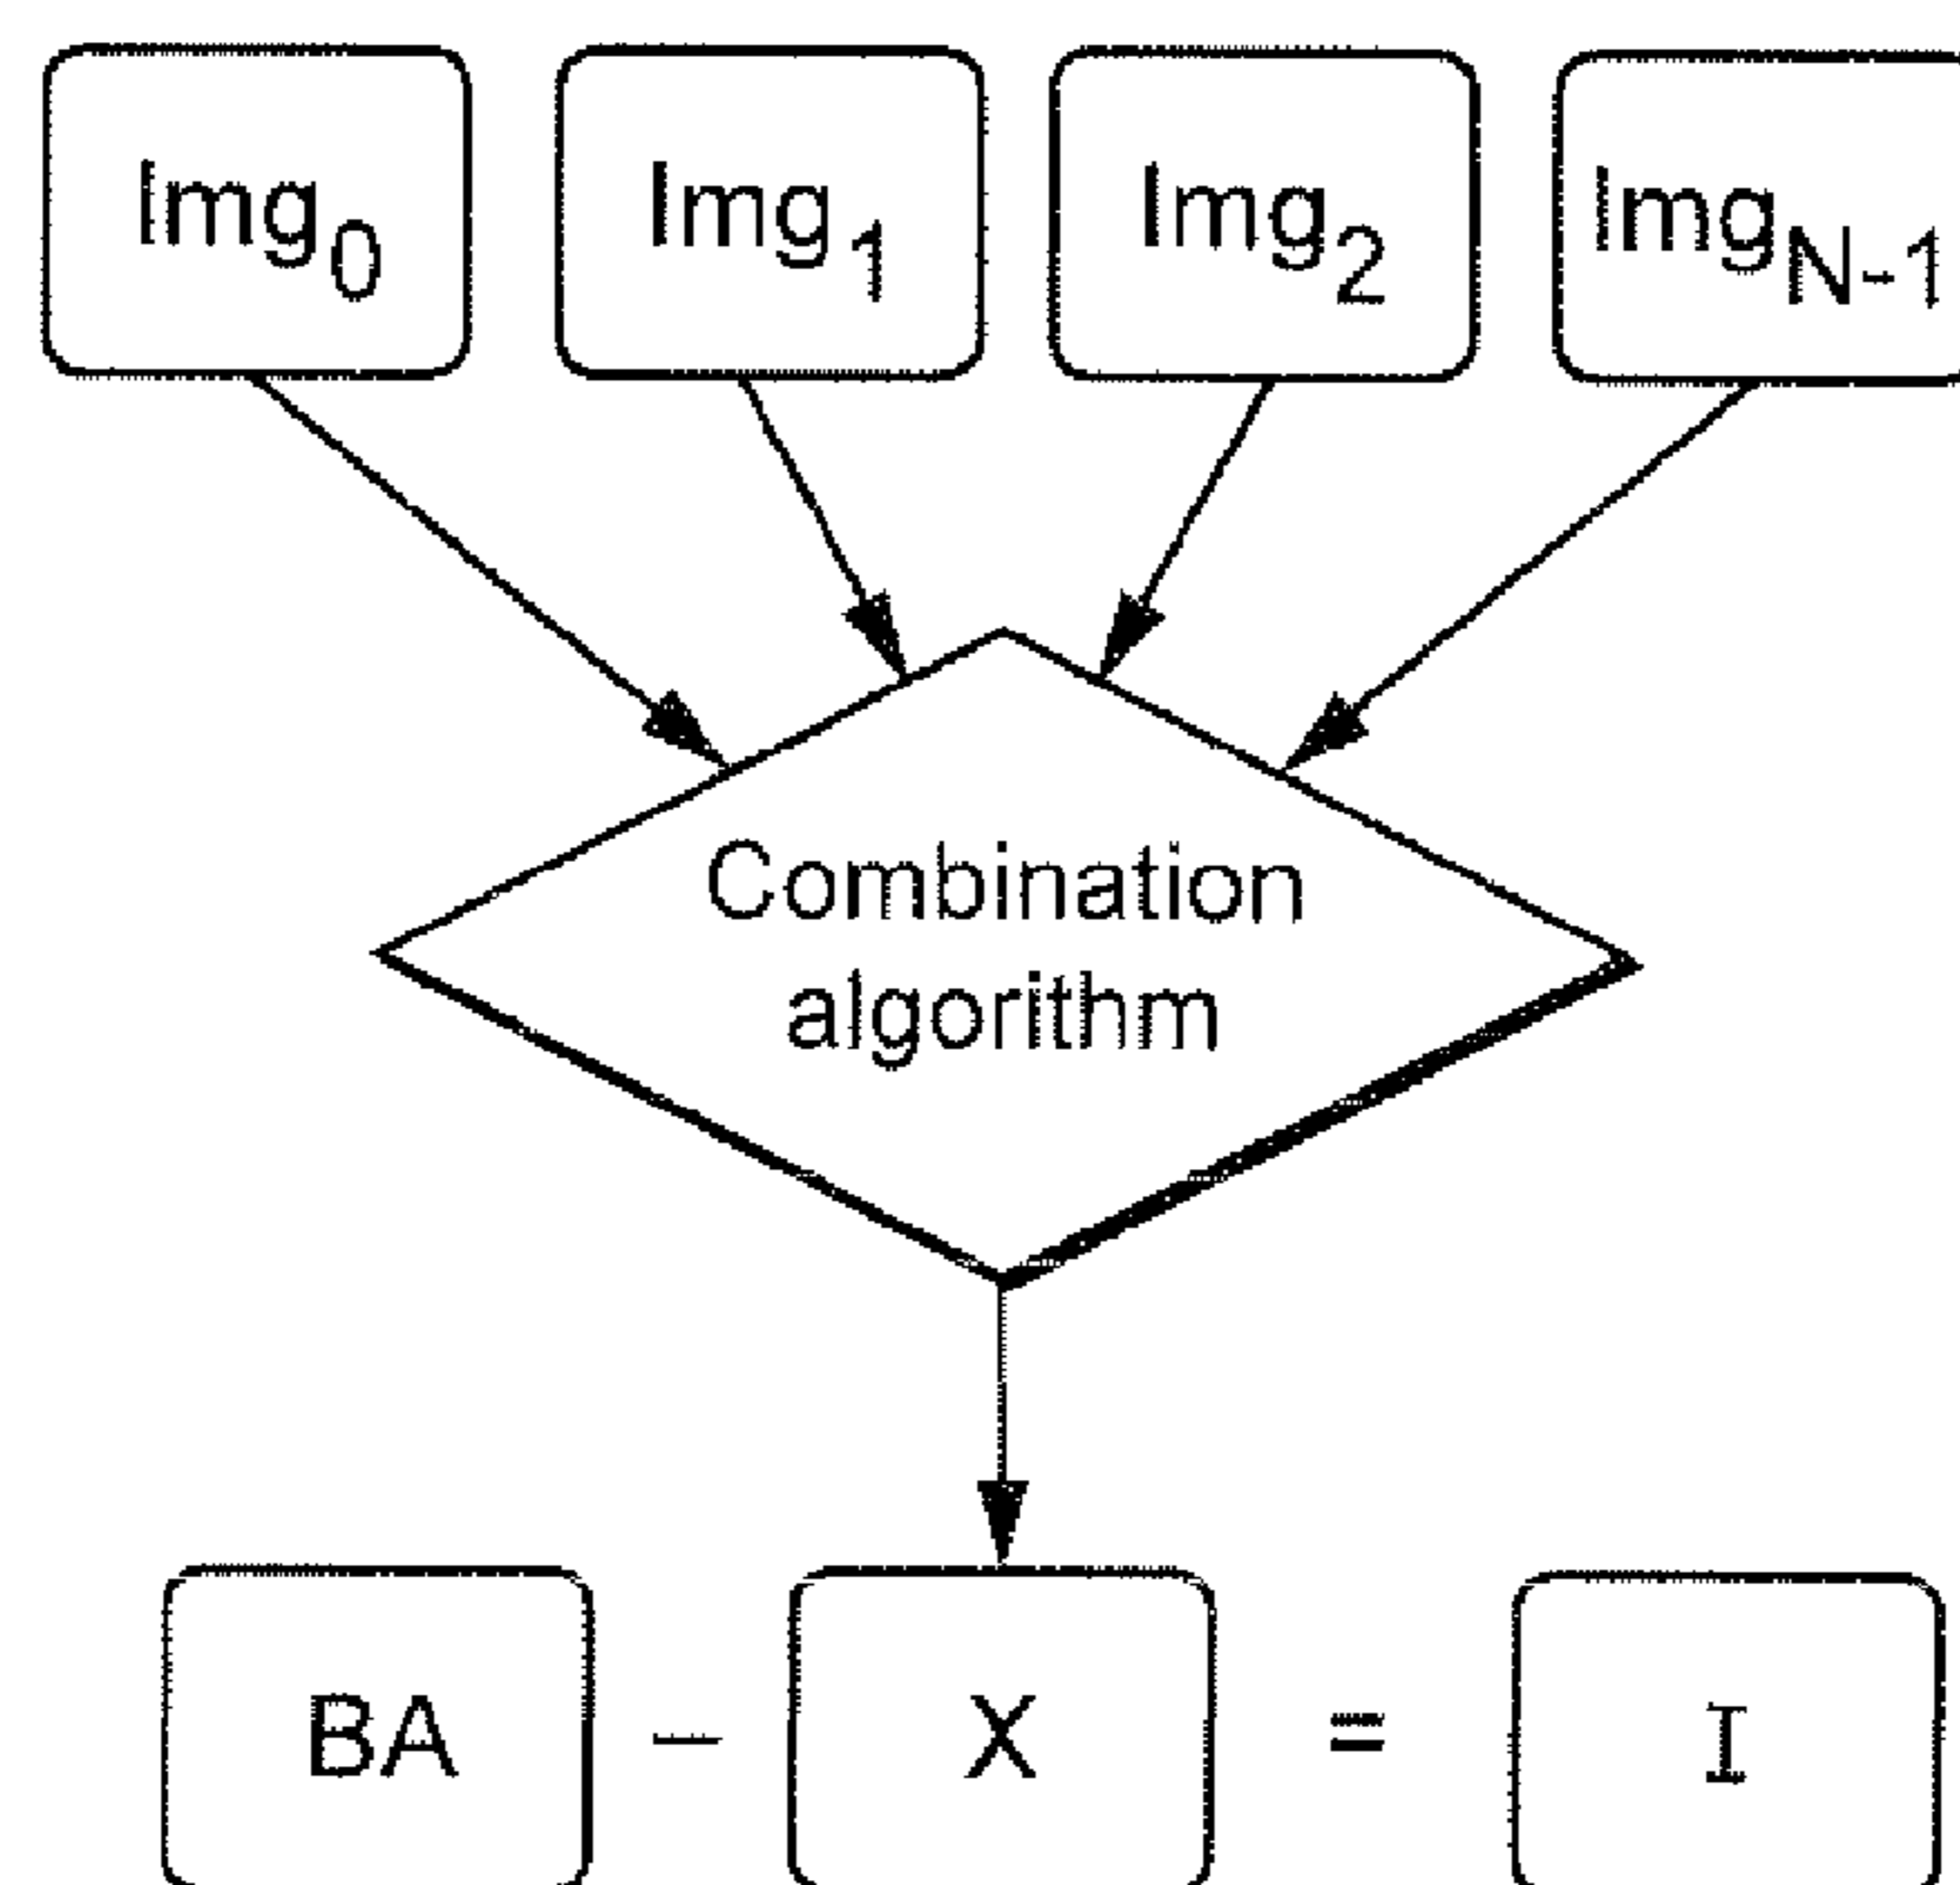 Img0 Img1 Img2 ImgN-1
Combination
algorithm
BA – X = I